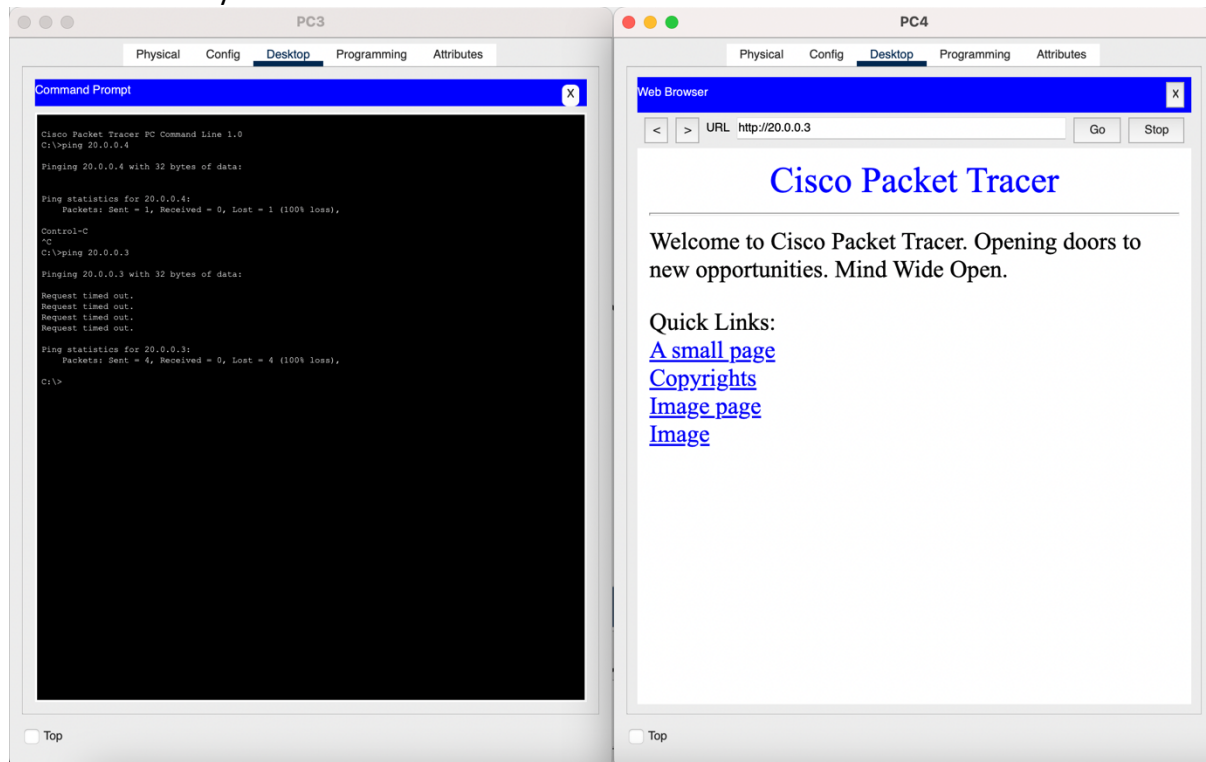 PC3
Physical Config Desktop Programming Attributes
Command Prompt X
Cisco Packet Tracer PC Command Line 1.0
C:\>ping 20.0.0.4
Pinging 20.0.0.4 with 32 bytes of data:
Ping statistics for 20.0.0.4:
Packets: Sent = 1, Received = 0, Lost = 1 (100% loss),
Control-C
^C
C:\>ping 20.0.0.3
Pinging 20.0.0.3 with 32 bytes of data:
Request timed out.
Request timed out.
Request timed out.
Request timed out.
Ping statistics for 20.0.0.3:
Packets: Sent = 4, Received = 0, Lost = 4 (100% loss),
C:\>
Top
PC4
Physical Config Desktop Programming Attributes
Web Browser X
< > URL http://20.0.0.3 Go Stop
Cisco Packet Tracer
Welcome to Cisco Packet Tracer. Opening doors to
new opportunities. Mind Wide Open.
Quick Links:
A small page
Copyrights
Image page
Image
Top